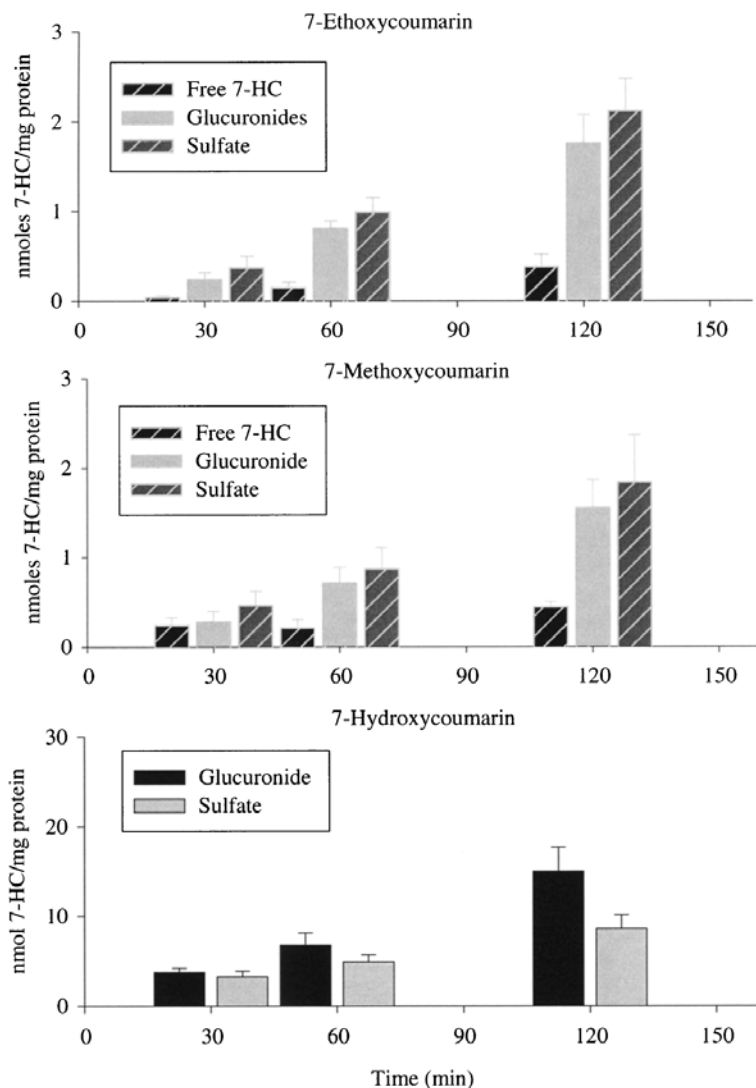 7-Ethoxycoumarin
nmoles 7-HC/mg protein
3
2
1
0
Free 7-HC
Glucuronides
Sulfate
0 30 60 90 120 150
7-Methoxycoumarin
nmoles 7-HC/mg protein
3
2
1
0
Free 7-HC
Glucuronide
Sulfate
0 30 60 90 120 150
7-Hydroxycoumarin
nmol 7-HC/mg protein
30
20
10
0
Glucuronide
Sulfate
0 30 60 90 120 150
Time (min)